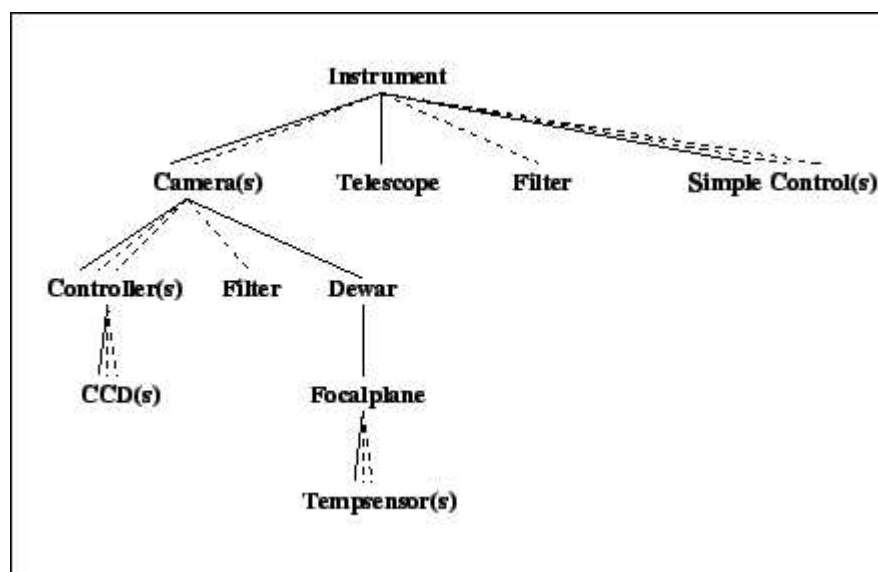 Instrument
Camera(s) Telescope Filter Simple Control(s)
Controller(s) Filter Dewar
CCD(s) Focalplane
Tempsensor(s)